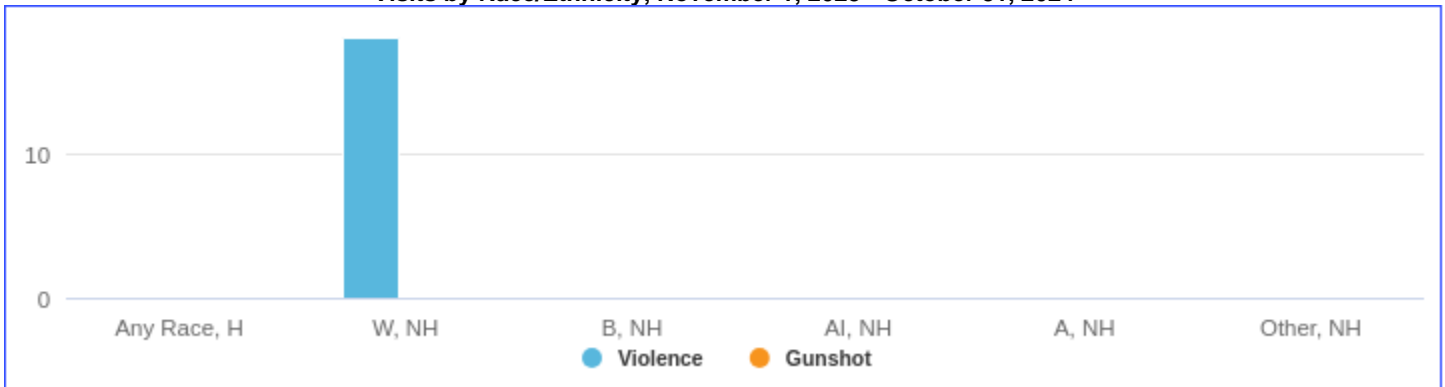 10
0
Any Race, H W, NH B, NH AI, NH A, NH Other, NH
Violence Gunshot